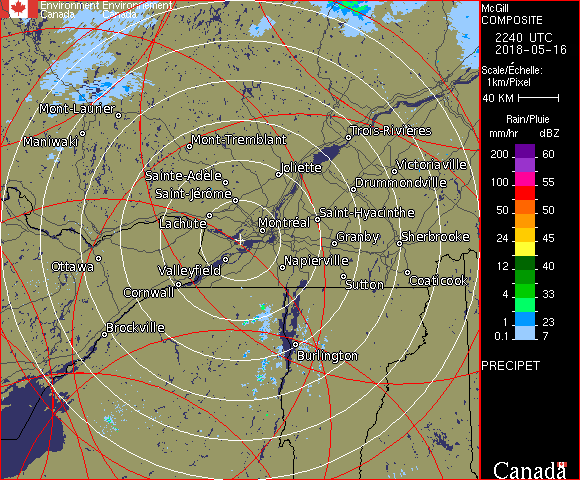 Environment Environnement
Canada Canada
Mont-Laurier
Maniwaki
Mont-Tremblant
Trois-Rivières
Joliette
Victoriaville
Sainte-Adèle
Drummondville
Saint-Jérôme
Lachute
Montréal
Saint-Hyacinthe
Granby
Sherbrooke
Ottawa
Valleyfield
Napierville
Cornwall
Sutton
Coaticook
Brockville
Burlington
McGill
COMPOSITE
2240 UTC
2018-05-16
Scale/Échelle:
1km/Pixel
40 KM
Rain/Pluie
mm/hr dBZ
200 60
150 57
100 55
50 50
24 45
12 40
4 33
1 23
0.1 7
PRECIPET
Canada